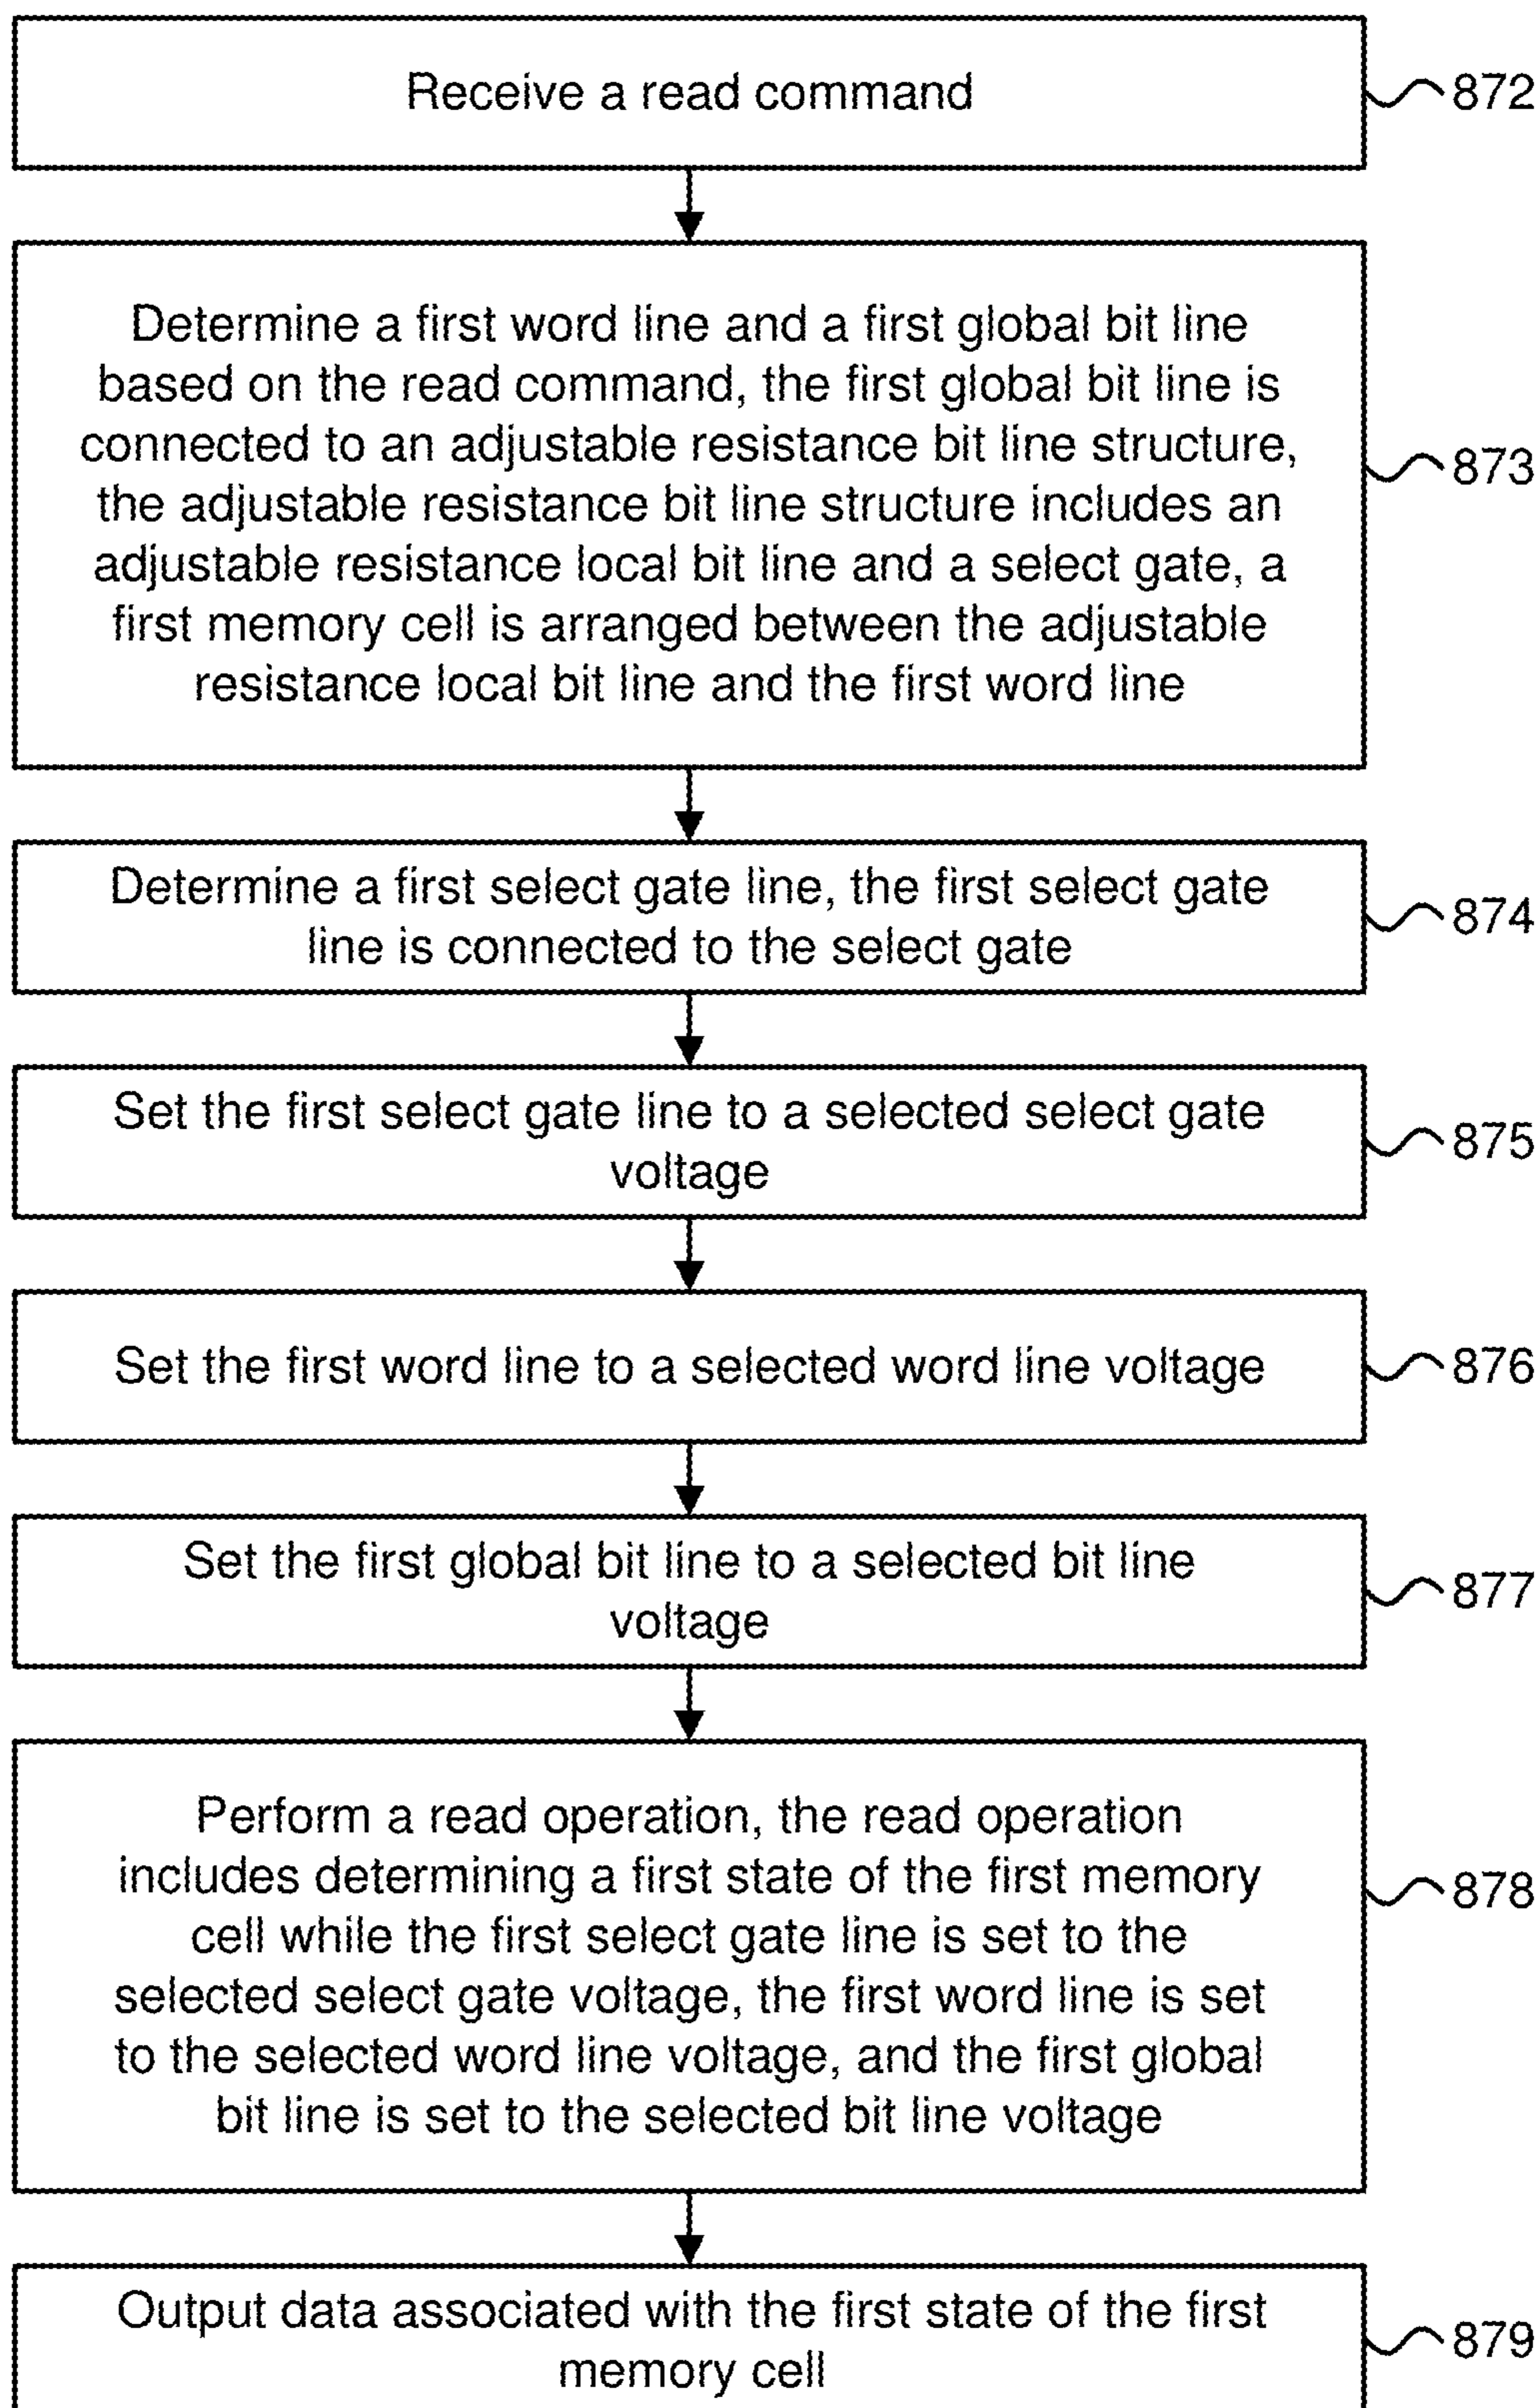 Receive a read command
872
Determine a first word line and a first global bit line
based on the read command, the first global bit line is
connected to an adjustable resistance bit line structure,
the adjustable resistance bit line structure includes an
adjustable resistance local bit line and a select gate, a
first memory cell is arranged between the adjustable
resistance local bit line and the first word line
873
Determine a first select gate line, the first select gate
line is connected to the select gate
874
Set the first select gate line to a selected select gate
voltage
875
Set the first word line to a selected word line voltage
876
Set the first global bit line to a selected bit line
voltage
877
Perform a read operation, the read operation
includes determining a first state of the first memory
cell while the first select gate line is set to the
selected select gate voltage, the first word line is set
to the selected word line voltage, and the first global
bit line is set to the selected bit line voltage
878
Output data associated with the first state of the first
memory cell
879